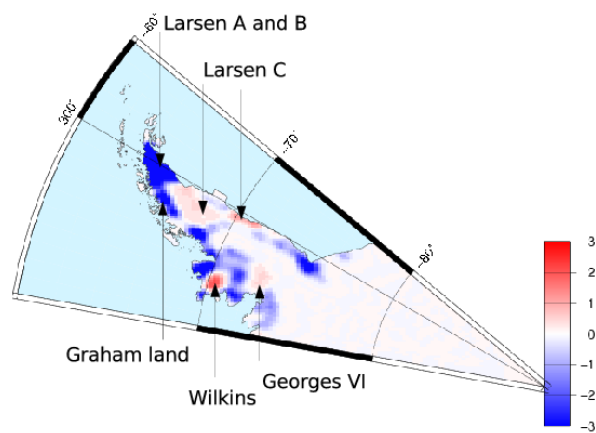 Larsen A and B
-60°
Larsen C
300°
-70°
-80°
3
2
1
0
-1
-2
-3
Graham land
Georges VI
Wilkins